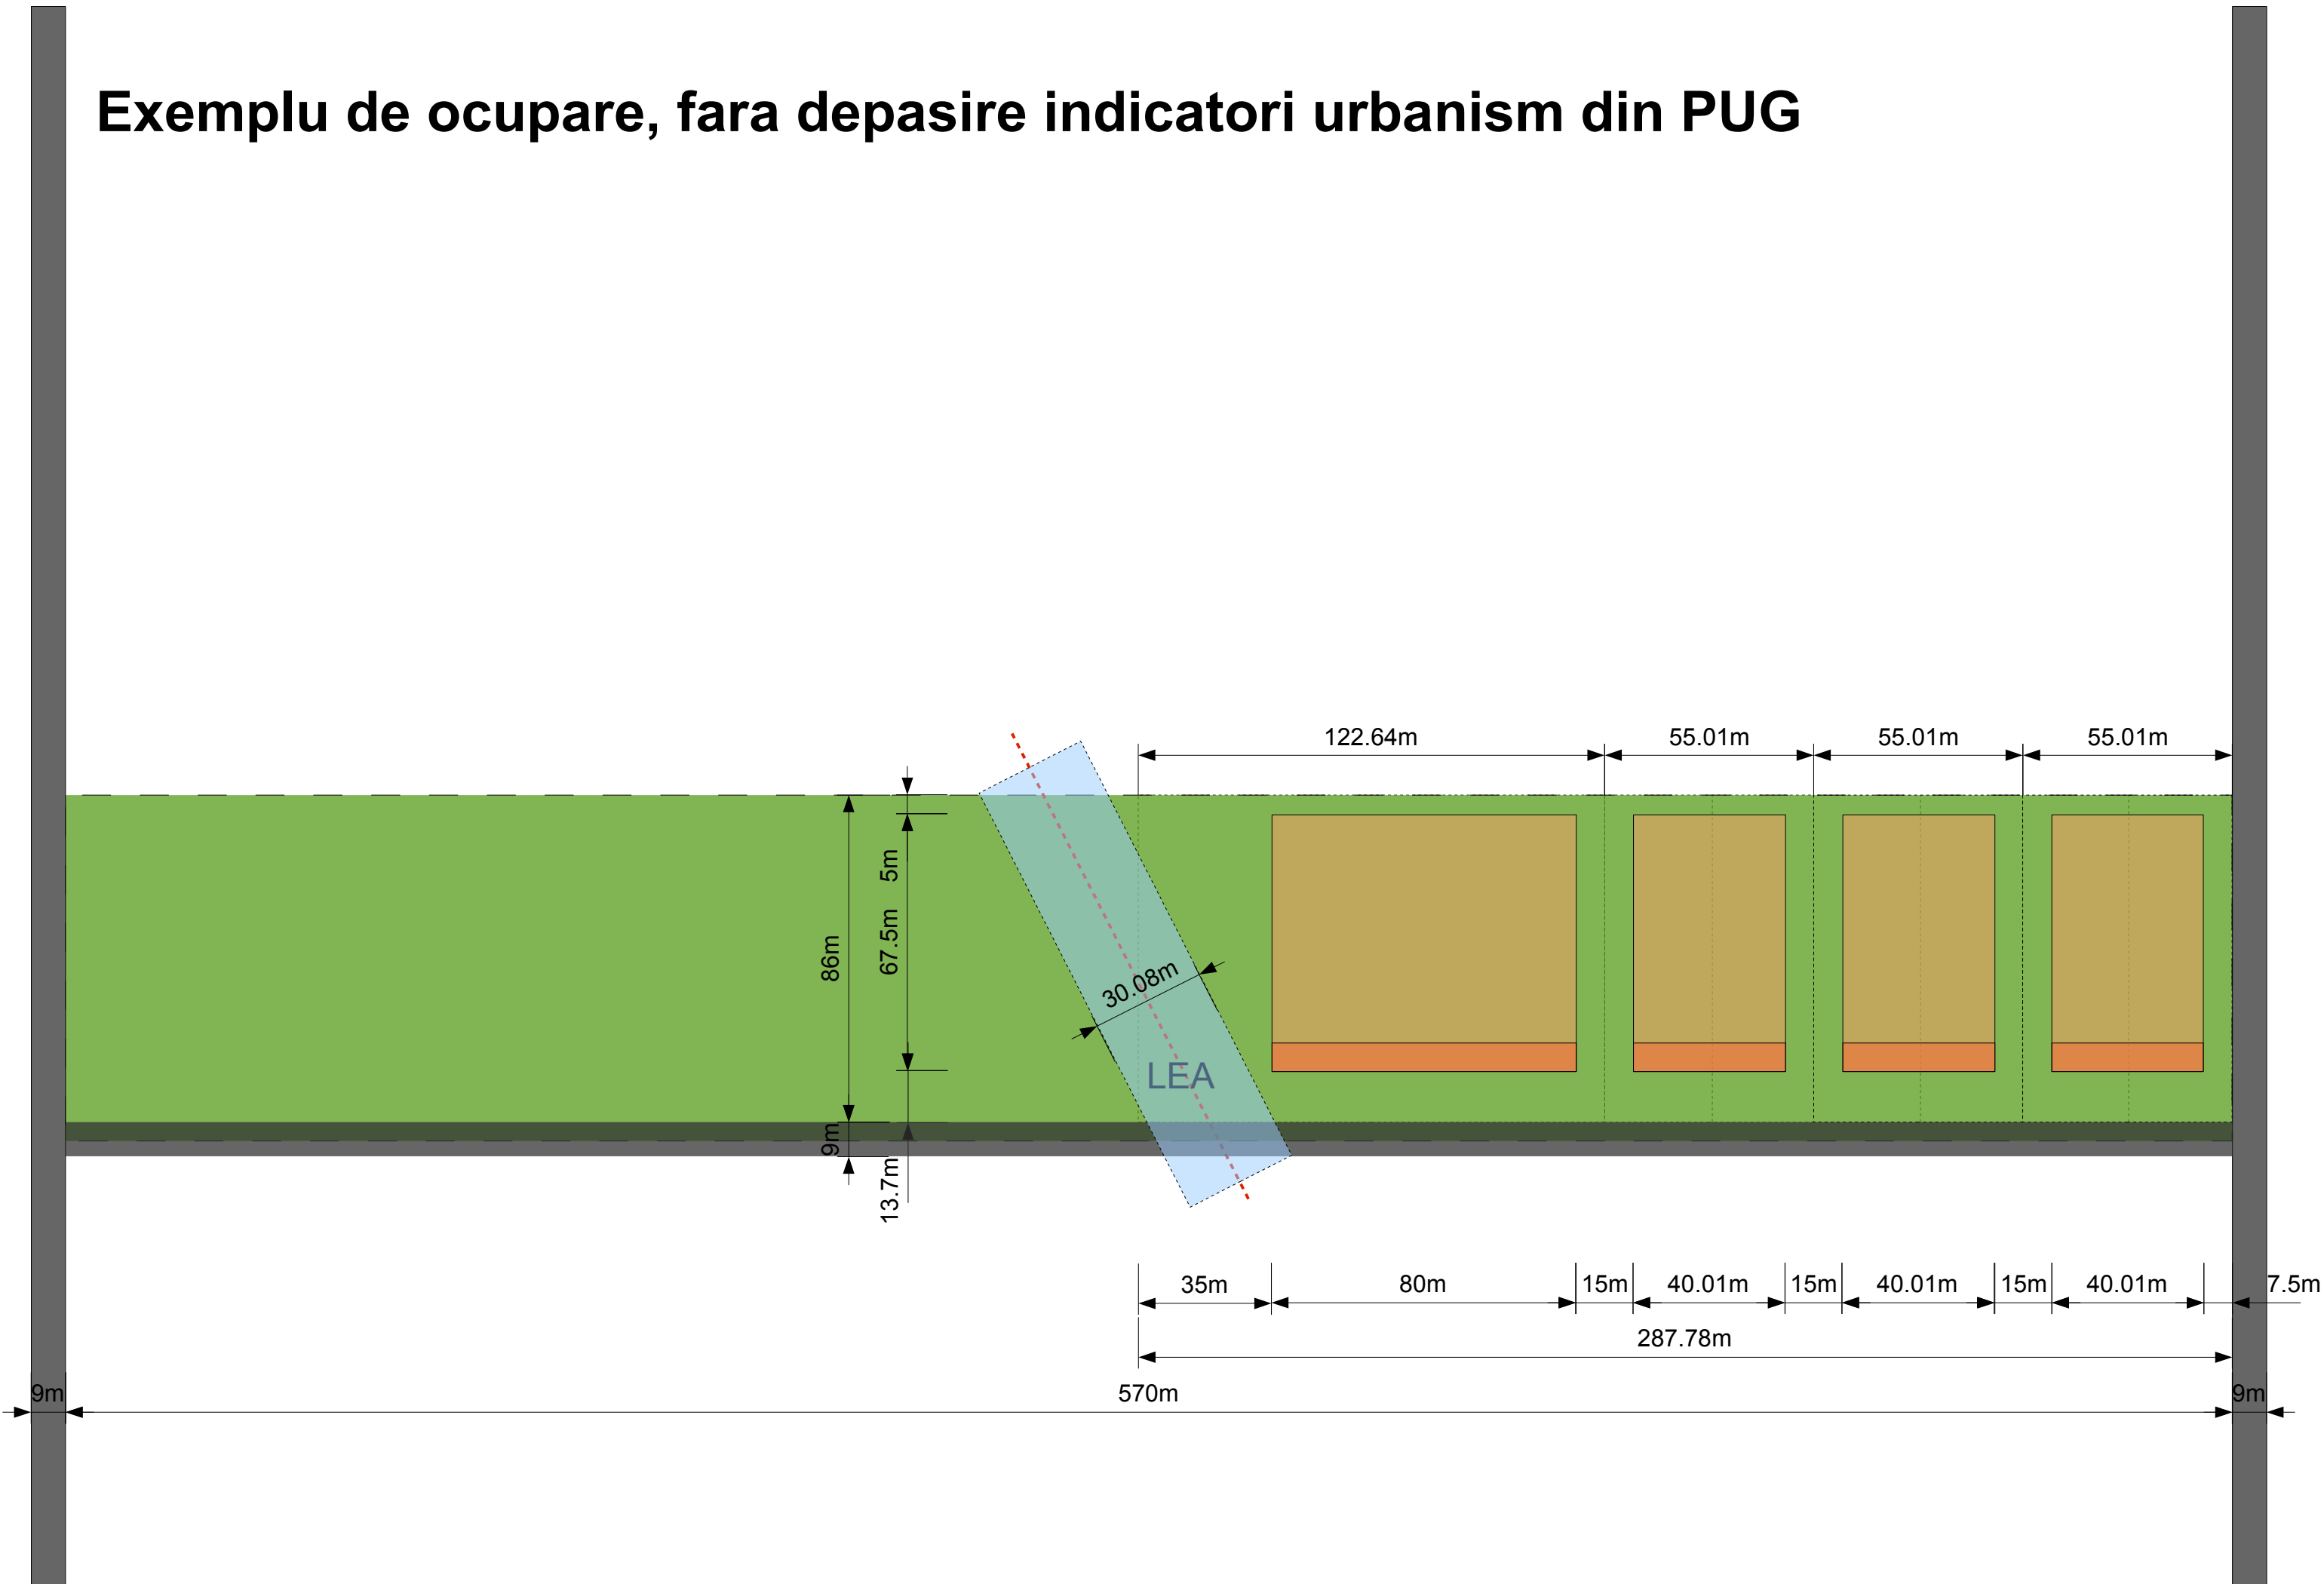 Exemplu de ocupare, fara depasire indicatori urbanism din PUG
122.64m 55.01m 55.01m 55.01m
5m
67.5m
86m
30.08m
LEA
9m
13.7m
35m 80m 15m 40.01m 15m 40.01m 15m 40.01m 7.5m
287.78m
9m 570m 9m